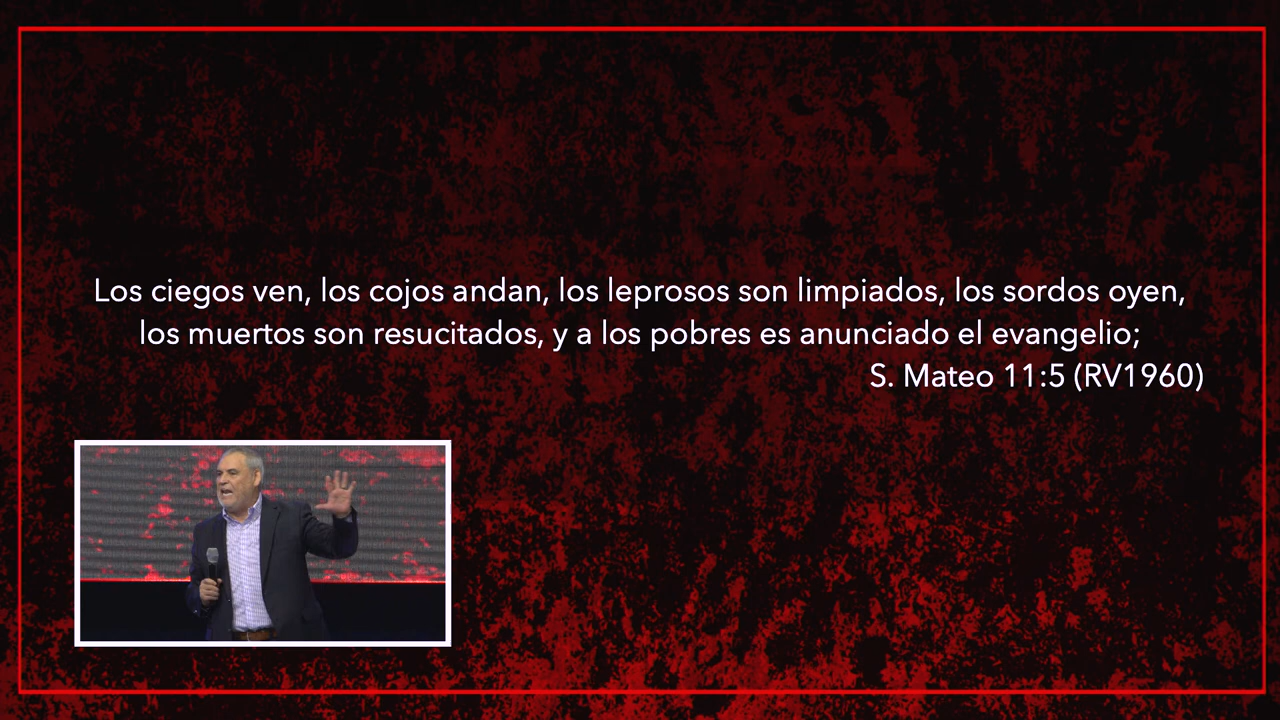 Los ciegos ven, los cojos andan, los leprosos son limpiados, los sordos oyen,
los muertos son resucitados, y a los pobres es anunciado el evangelio;
S. Mateo 11:5 (RV1960)